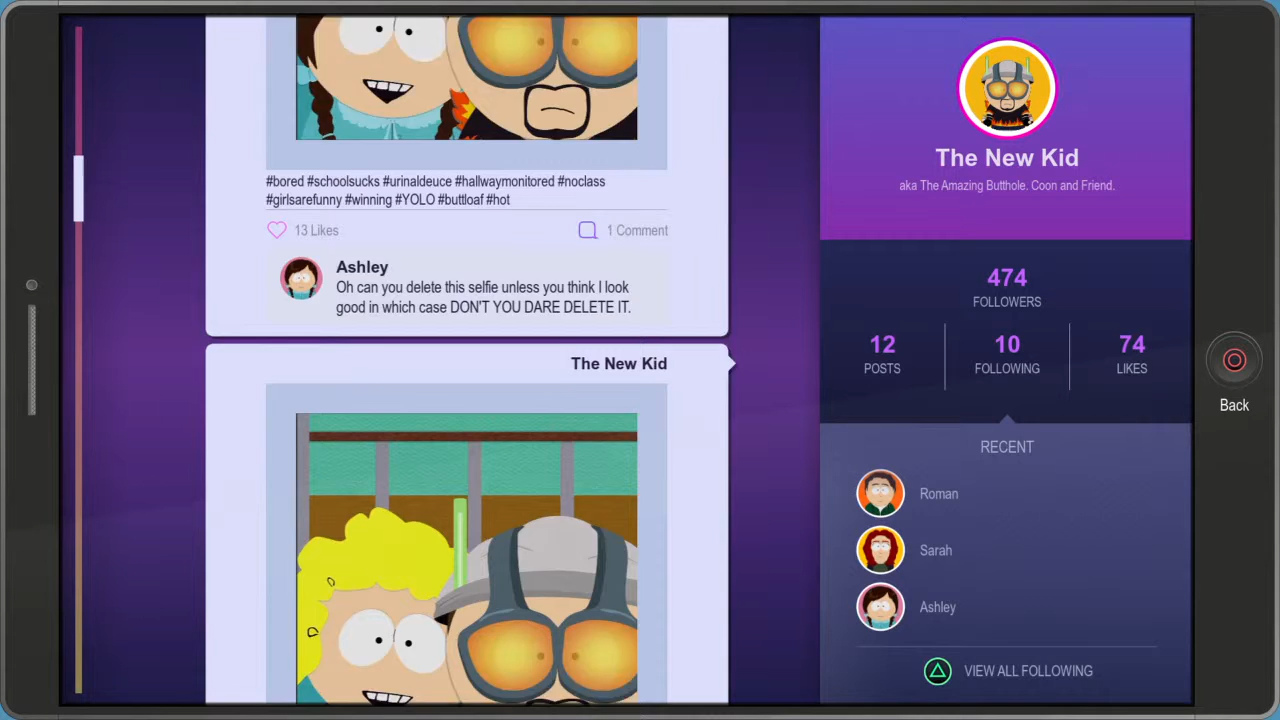 #bored #schoolsucks #urinaldeuce #hallwaymonitored #noclass
#girlsarefunny #winning #YOLO #buttloaf #hot
13 Likes
1 Comment
Ashley
Oh can you delete this selfie unless you think I look
good in which case DON'T YOU DARE DELETE IT.
The New Kid
The New Kid
aka The Amazing Butthole. Coon and Friend.
474
FOLLOWERS
12
POSTS
10
FOLLOWING
74
LIKES
RECENT
Roman
Sarah
Ashley
VIEW ALL FOLLOWING
Back